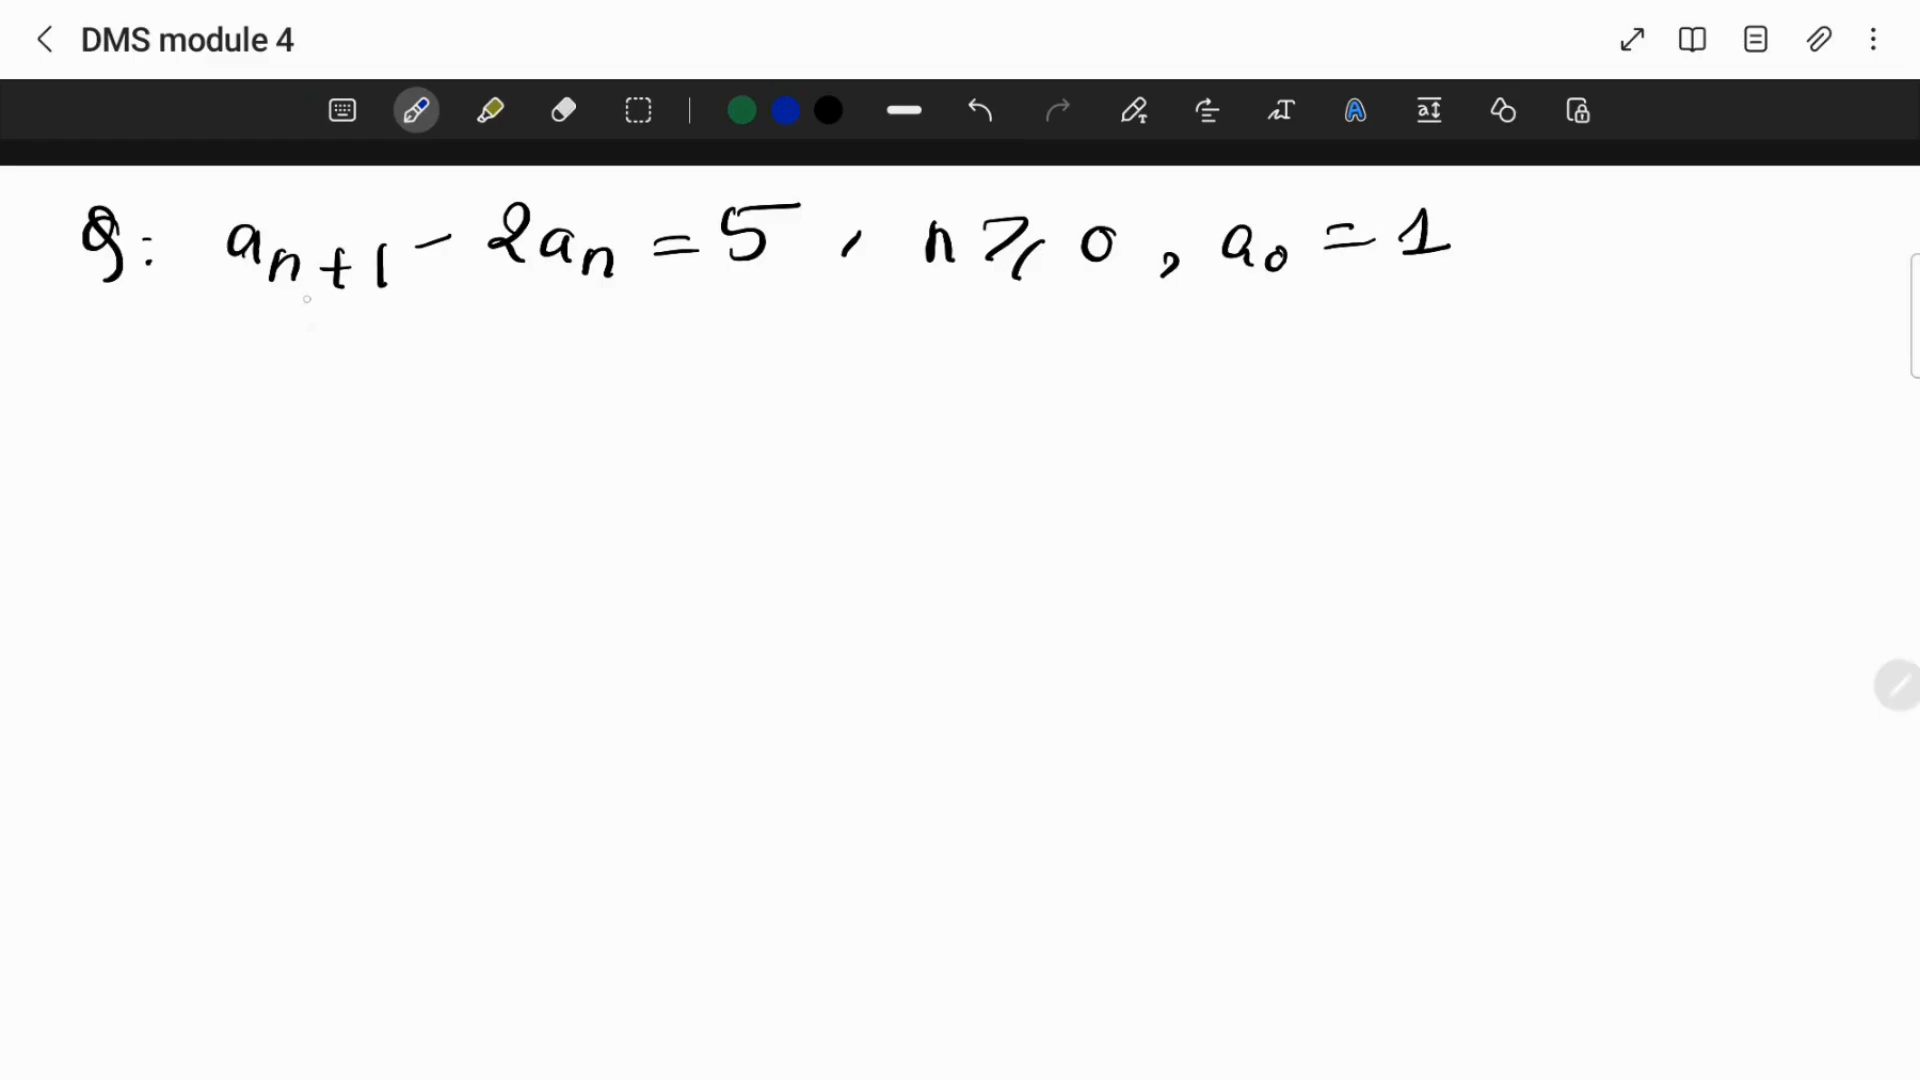 DMS module 4
Q: aₙ₊₁ - 2aₙ = 5 , n ⩾ 0 , a₀ = 1